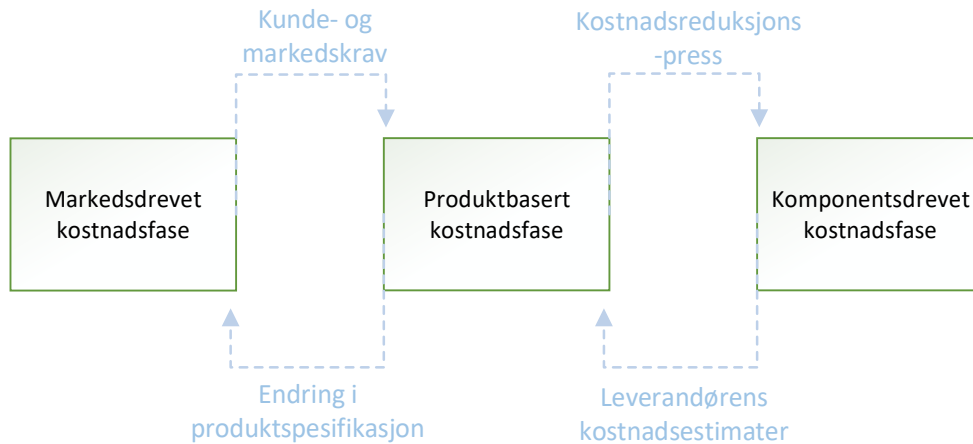 Kunde- og
markedskrav
Kostnadsreduksjons
-press
Markedsdrevet
kostnadsfase
Produktbasert
kostnadsfase
Komponentsdrevet
kostnadsfase
Endring i
produktspesifikasjon
Leverandørens
kostnadsestimater